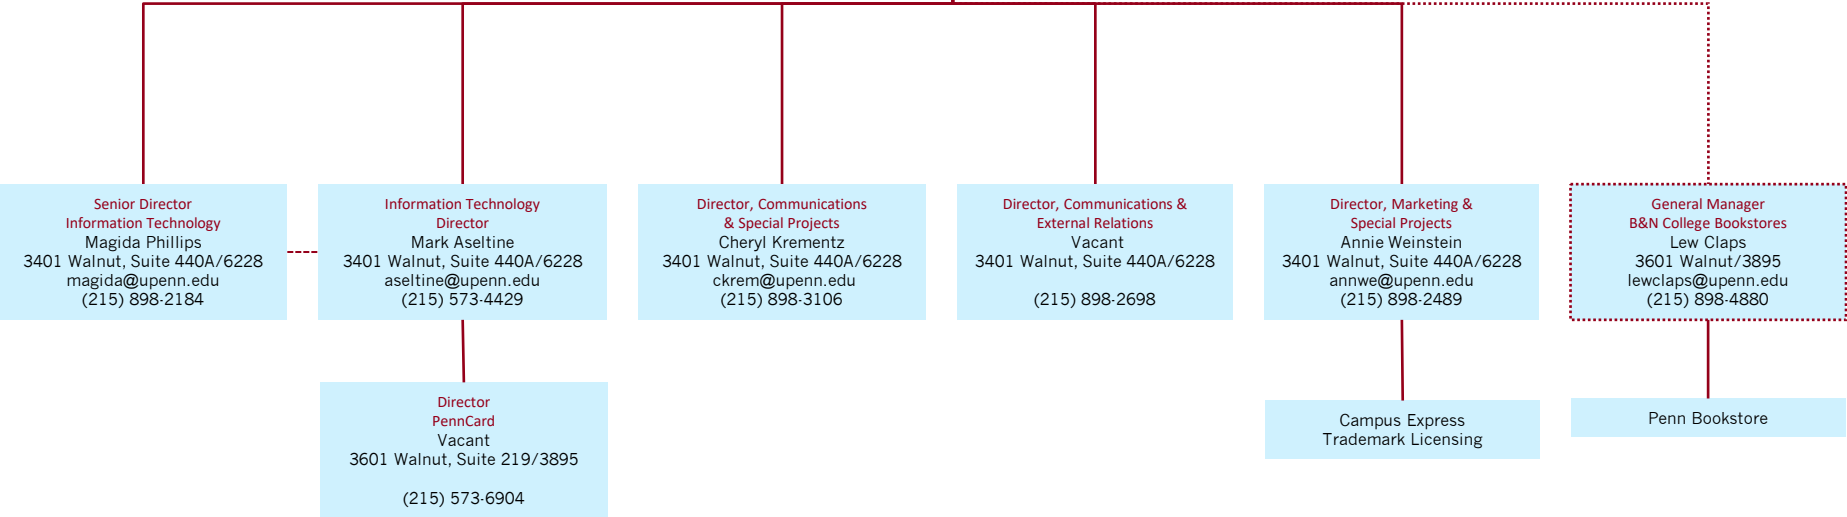 Senior Director
Information Technology
Magida Phillips
3401 Walnut, Suite 440A/6228
magida@upenn.edu
(215) 898-2184
Information Technology
Director
Mark Aseltine
3401 Walnut, Suite 440A/6228
aseltine@upenn.edu
(215) 573-4429
Director, Communications
& Special Projects
Cheryl Krementz
3401 Walnut, Suite 440A/6228
ckrem@upenn.edu
(215) 898-3106
Director, Communications &
External Relations
Vacant
3401 Walnut, Suite 440A/6228
(215) 898-2698
Director, Marketing &
Special Projects
Annie Weinstein
3401 Walnut, Suite 440A/6228
annwe@upenn.edu
(215) 898-2489
General Manager
B&N College Bookstores
Lew Claps
3601 Walnut/3895
lewclaps@upenn.edu
(215) 898-4880
Director
PennCard
Vacant
3601 Walnut, Suite 219/3895
(215) 573-6904
Campus Express
Trademark Licensing
Penn Bookstore